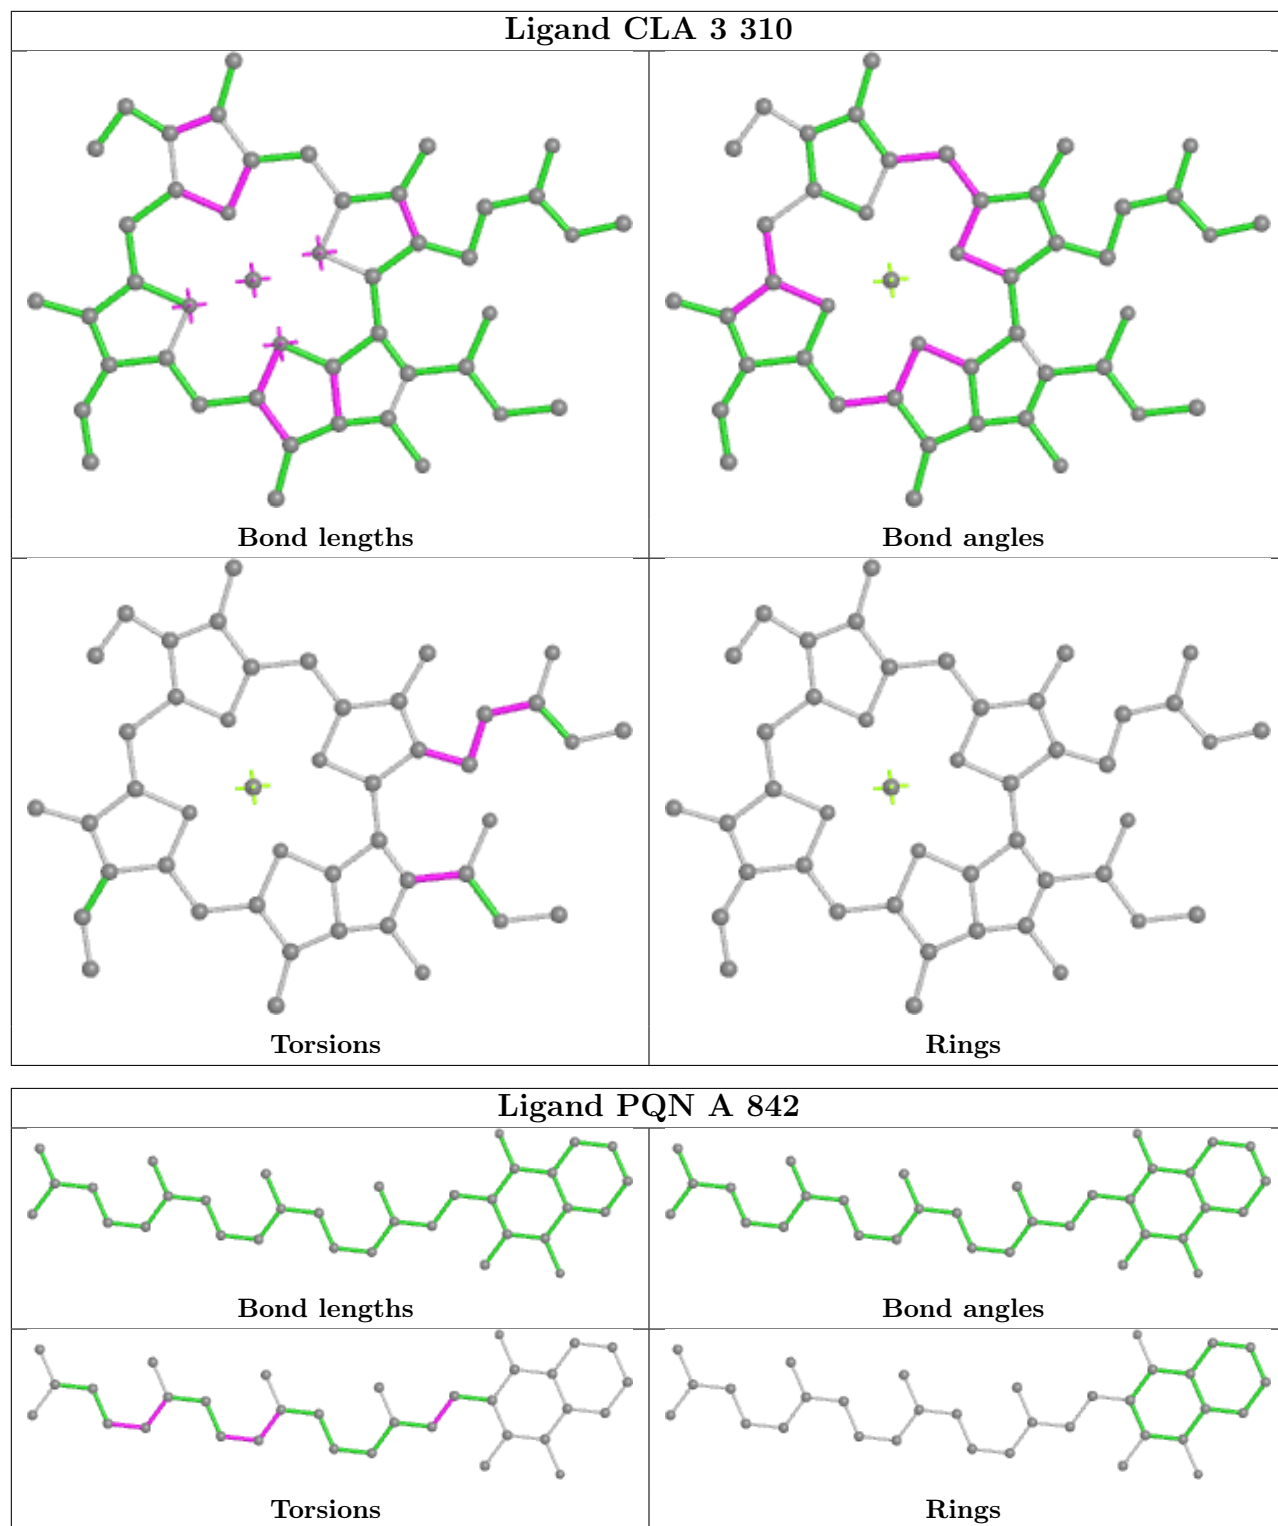 Ligand CLA 3 310
Bond lengths
Bond angles
Torsions
Rings
Ligand PQN A 842
Bond lengths
Bond angles
Torsions
Rings